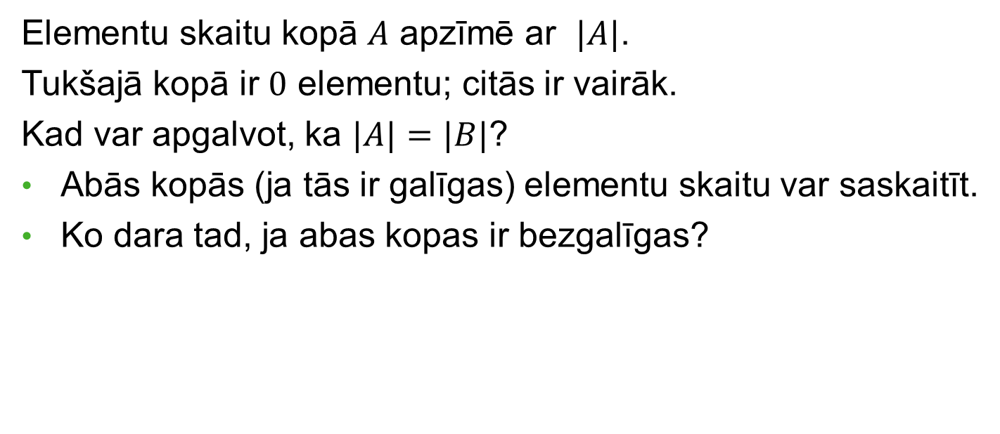 Elementu skaitu kopā A apzīmē ar |A|.
Tukšajā kopā ir 0 elementu; citās ir vairāk.
Kad var apgalvot, ka |A| = |B|?
• Abās kopās (ja tās ir galīgas) elementu skaitu var saskaitīt.
• Ko dara tad, ja abas kopas ir bezgalīgas?